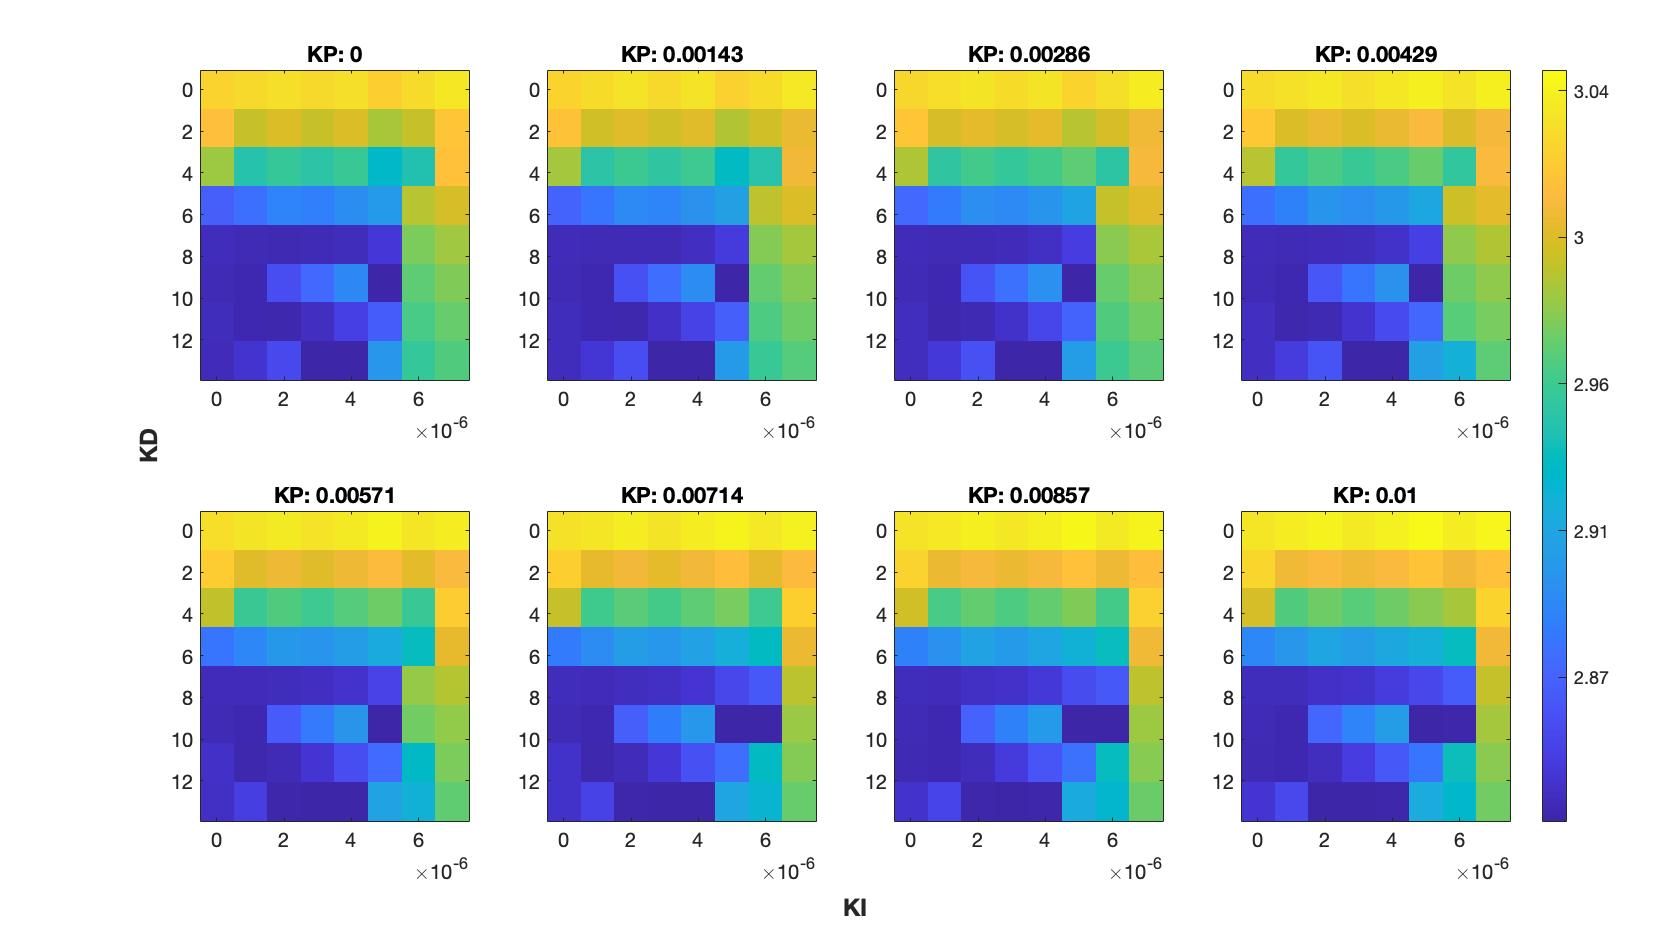 KP: 0 KP: 0.00143 KP: 0.00286 KP: 0.00429
0 0 0 0 3.04
2 2 2 2
4 4 4 4
6 6 6 6 3
8 8 8 8
10 10 10 10
12 12 12 12
0 2 4 6 0 2 4 6 0 2 4 6 0 2 4 6 2.96
×10-6 ×10-6 ×10-6 ×10-6
KD
KP: 0.00571 KP: 0.00714 KP: 0.00857 KP: 0.01
0 0 0 0 2.91
2 2 2 2
4 4 4 4
6 6 6 6
8 8 8 8 2.87
10 10 10 10
12 12 12 12
0 2 4 6 0 2 4 6 0 2 4 6 0 2 4 6
×10-6 ×10-6 ×10-6 ×10-6
KI